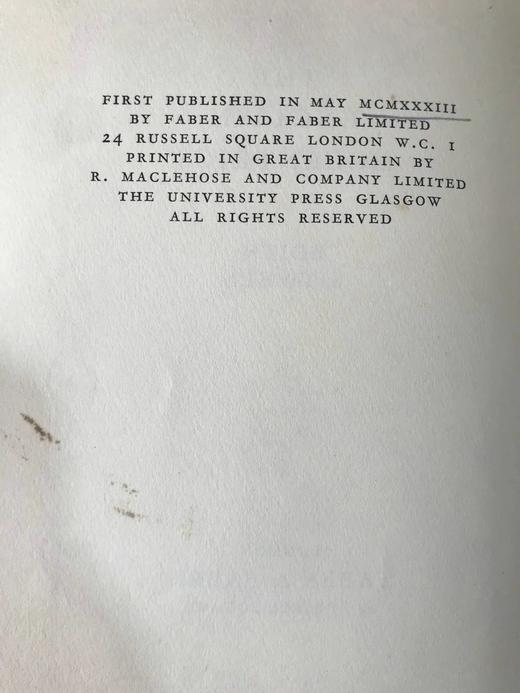 FIRST PUBLISHED IN MAY MCMXXXIII
BY FABER AND FABER LIMITED
24 RUSSELL SQUARE LONDON W.C. 1
PRINTED IN GREAT BRITAIN BY
R. MACLEHOSE AND COMPANY LIMITED
THE UNIVERSITY PRESS GLASGOW
ALL RIGHTS RESERVED